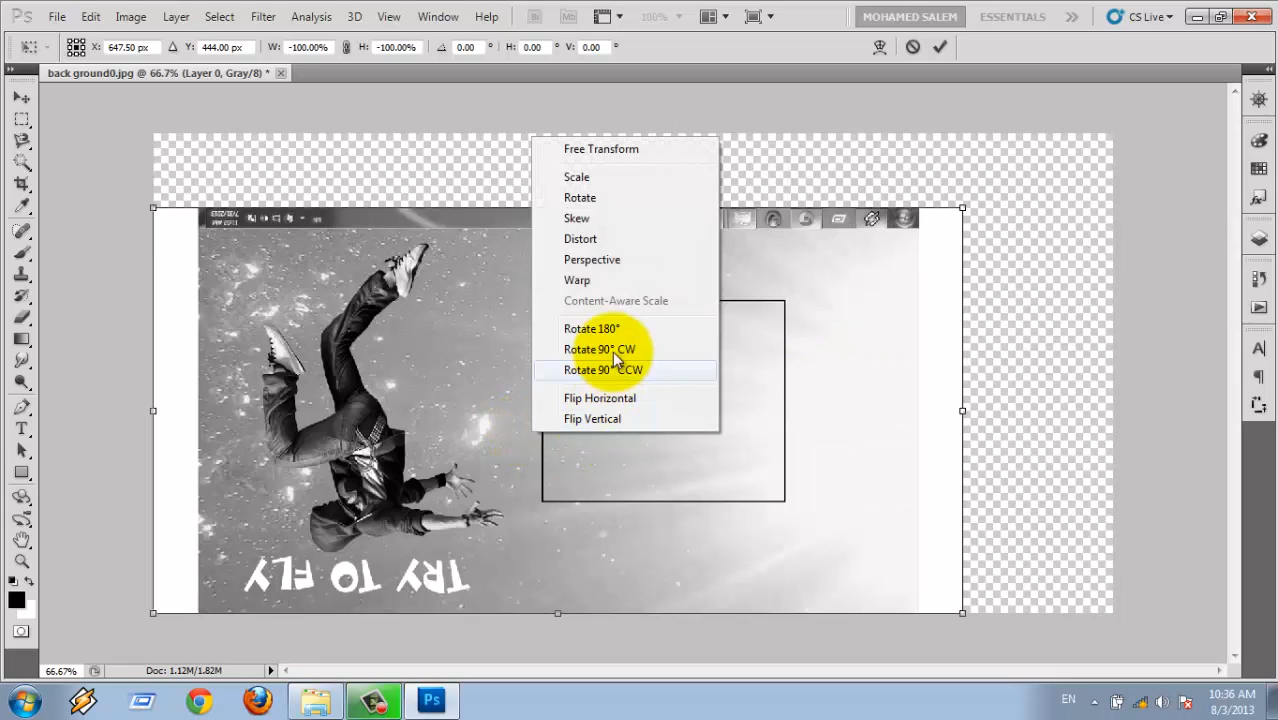 Ps File Edit Image Layer Select Filter Analysis 3D View Window Help Br Mb 100% MOHAMED SALEM ESSENTIALS CS Live
X: 647.50 px Y: 444.00 px W: -100.00% H: -100.00% 0.00 ° H: 0.00 ° V: 0.00 °
back ground0.jpg @ 66.7% (Layer 0, Gray/8) *
Free Transform
Scale
Rotate
Skew
Distort
Perspective
Warp
Content-Aware Scale
Rotate 180°
Rotate 90° CW
Rotate 90° CCW
Flip Horizontal
Flip Vertical
TRY TO FLY
66.67% Doc: 1.12M/1.82M
Ps EN 10:36 AM
8/3/2013